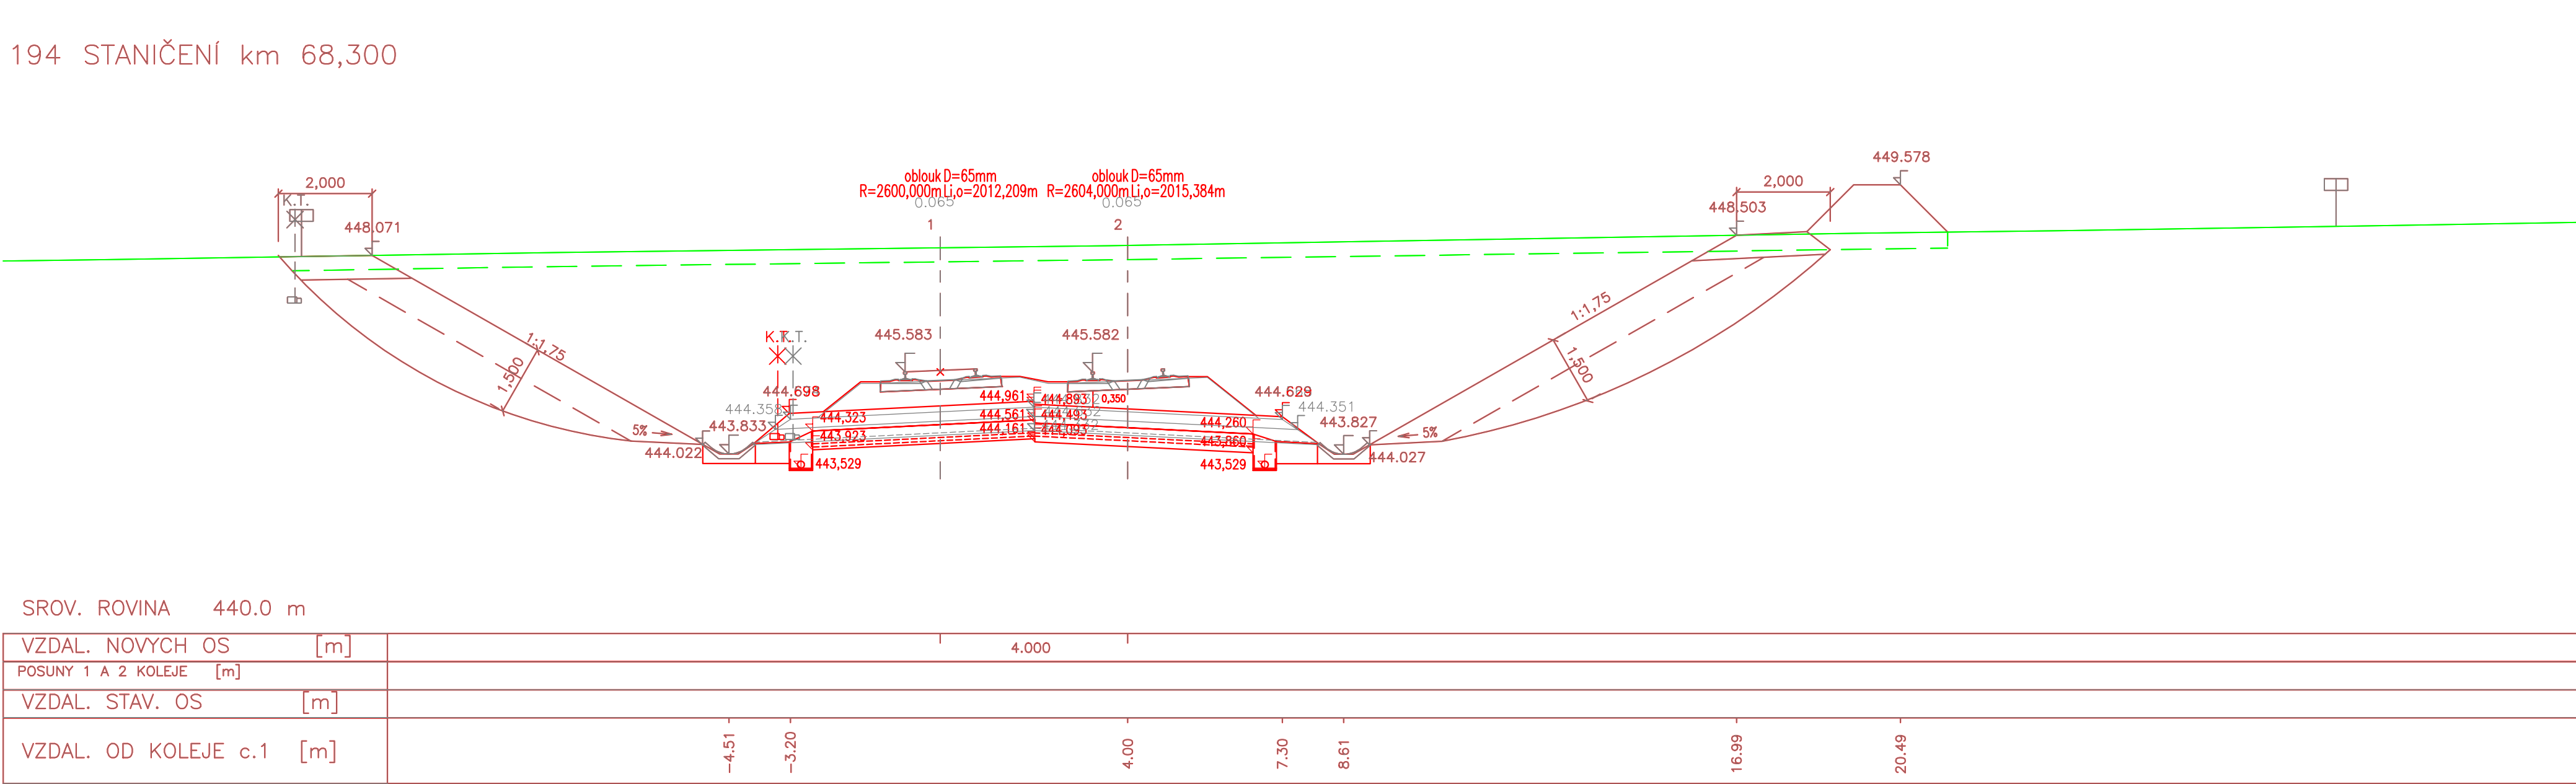 194 STANIČENÍ km 68,300
449.578
oblouk D=65mm oblouk D=65mm
2,000 2,000
R=2600,000m Li,o=2012,209m R=2604,000m Li,o=2015,384m
K.T. 0.065 0.065
448.503
448.071 1 2
1:1,75
K.T. K.T. 445.583 445.582
1:1,75
1,500 1,500
444.698 444,961 444,893 0,350 444.629
444.358 444,323 444,561 444,493 444.351
443.833 444,260 443.827
5% 443,923 444,161 444,093 443,860 5%
444.022 444.027
443,529 443,529
SROV. ROVINA 440.0 m
VZDAL. NOVYCH OS [m] 4.000
POSUNY 1 A 2 KOLEJE [m]
VZDAL. STAV. OS [m]
VZDAL. OD KOLEJE c.1 [m] -4.51 -3.20 4.00 7.30 8.61 16.99 20.49